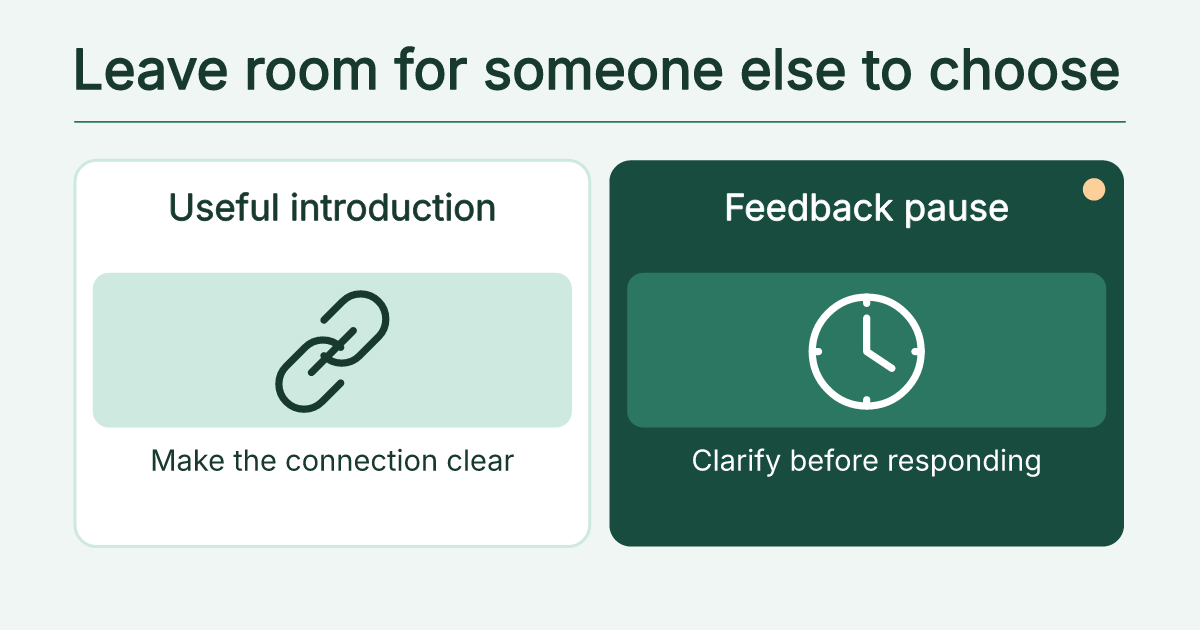 Leave room for someone else to choose
Useful introduction
Make the connection clear
Feedback pause
Clarify before responding